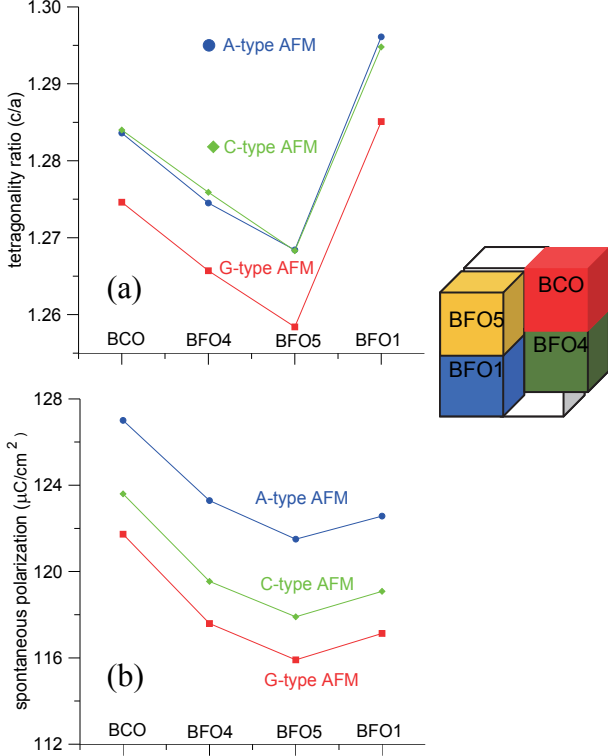 1.30
1.29
1.28
1.27
1.26
tetragonality ratio (c/a)
A-type AFM
C-type AFM
G-type AFM
(a)
BCO BFO4 BFO5 BFO1
BCO
BFO5
BFO4
BFO1
128
124
120
116
112
spontaneous polarization (μC/cm²)
A-type AFM
C-type AFM
G-type AFM
(b)
BCO BFO4 BFO5 BFO1